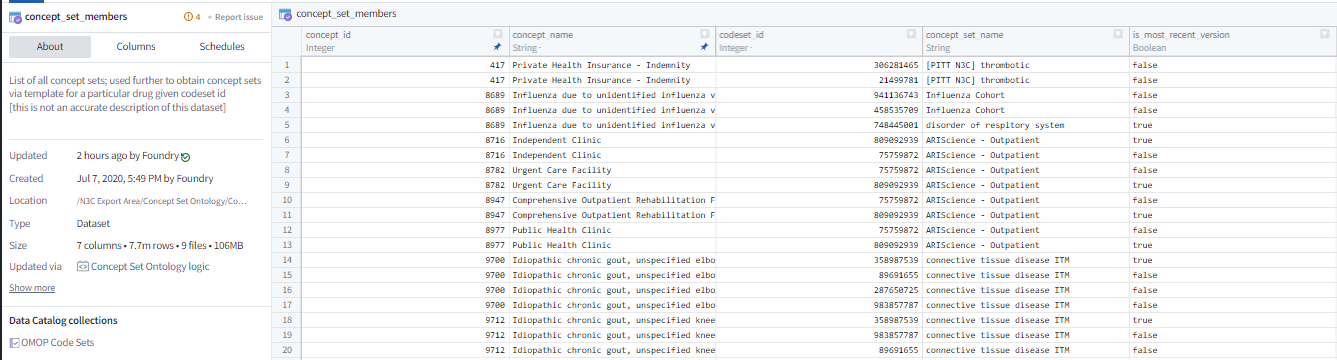 concept_set_members
4 • Report issue
About Columns Schedules
List of all concept sets; used further to obtain concept sets
via template for a particular drug given codeset id
[this is not an accurate description of this dataset]
Updated 2 hours ago by Foundry
Created Jul 7, 2020, 5:49 PM by Foundry
Location /N3C Export Area/Concept Set Ontology/Co...
Type Dataset
Size 7 columns • 7.7m rows • 9 files • 106MB
Updated via Concept Set Ontology logic
Show more
Data Catalog collections
OMOP Code Sets
concept_set_members
concept_id concept_name codeset_id concept_set_name is_most_recent_version
Integer String - Integer - String Boolean
1 417 Private Health Insurance - Indemnity 306281465 [PITT N3C] thrombotic false
2 417 Private Health Insurance - Indemnity 21499781 [PITT N3C] thrombotic false
3 8689 Influenza due to unidentified influenza v 941136743 Influenza Cohort false
4 8689 Influenza due to unidentified influenza v 458535709 Influenza Cohort false
5 8689 Influenza due to unidentified influenza v 748445001 disorder of respitory system true
6 8716 Independent Clinic 809092939 ARIScience - Outpatient true
7 8716 Independent Clinic 75759872 ARIScience - Outpatient false
8 8782 Urgent Care Facility 75759872 ARIScience - Outpatient false
9 8782 Urgent Care Facility 809092939 ARIScience - Outpatient true
10 8947 Comprehensive Outpatient Rehabilitation F 75759872 ARIScience - Outpatient false
11 8947 Comprehensive Outpatient Rehabilitation F 809092939 ARIScience - Outpatient true
12 8977 Public Health Clinic 75759872 ARIScience - Outpatient false
13 8977 Public Health Clinic 809092939 ARIScience - Outpatient true
14 9700 Idiopathic chronic gout, unspecified elbo 358987539 connective tissue disease ITM true
15 9700 Idiopathic chronic gout, unspecified elbo 89691655 connective tissue disease ITM false
16 9700 Idiopathic chronic gout, unspecified elbo 287650725 connective tissue disease ITM false
17 9700 Idiopathic chronic gout, unspecified elbo 983857787 connective tissue disease ITM false
18 9712 Idiopathic chronic gout, unspecified knee 358987539 connective tissue disease ITM true
19 9712 Idiopathic chronic gout, unspecified knee 983857787 connective tissue disease ITM false
20 9712 Idiopathic chronic gout, unspecified knee 89691655 connective tissue disease ITM false